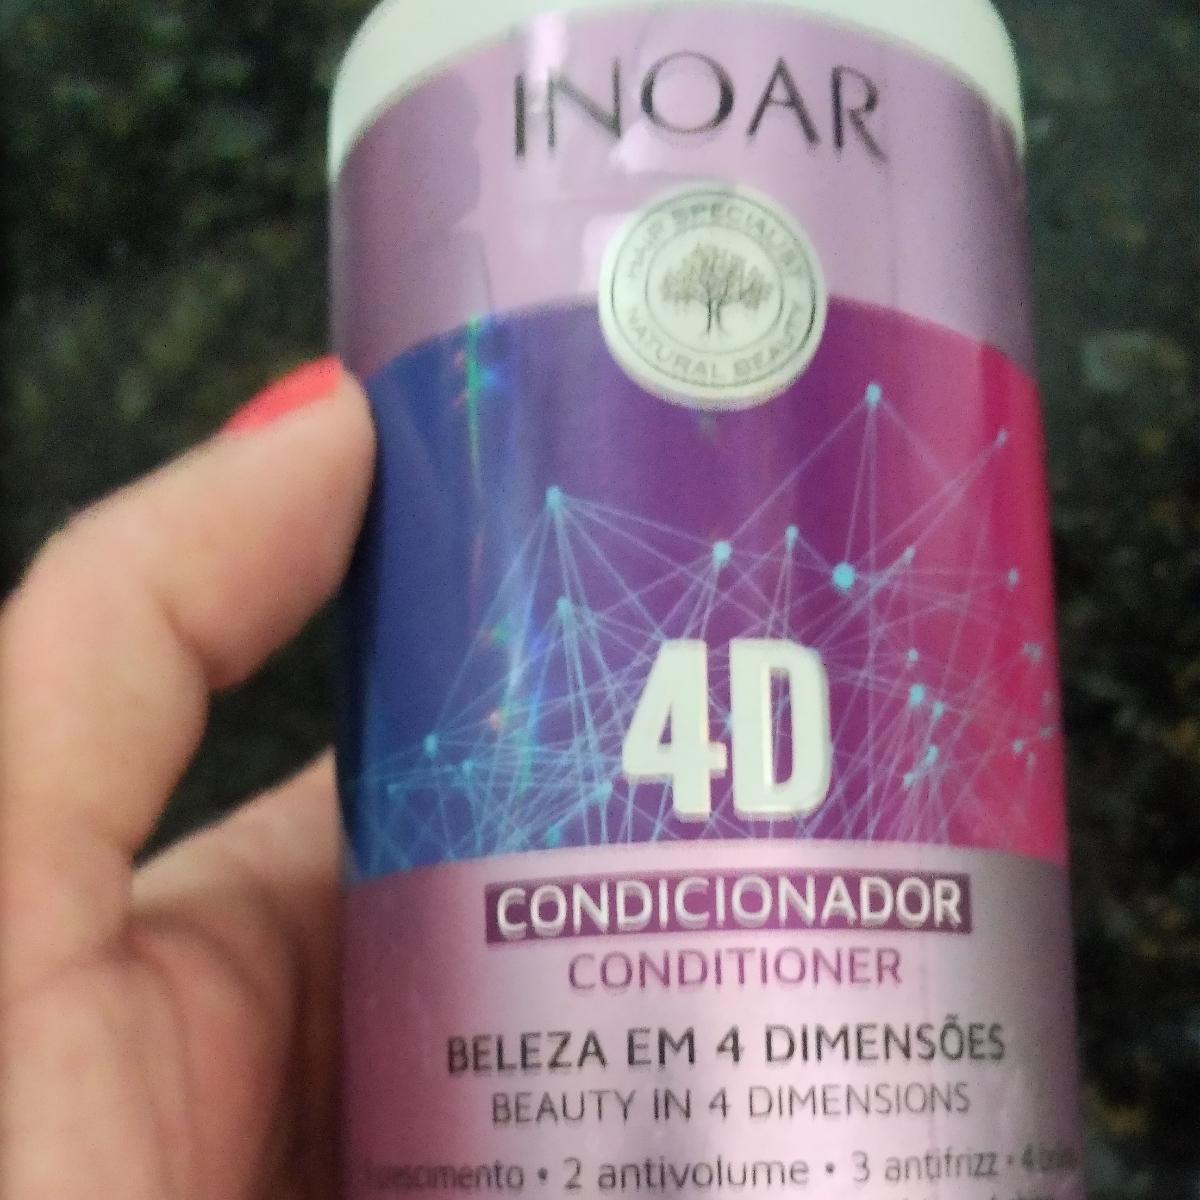 INOAR
HAIR SPECIALIST
NATURAL BEAUTY
4D
CONDICIONADOR
CONDITIONER
BELEZA EM 4 DIMENSÕES
BEAUTY IN 4 DIMENSIONS
• 2 antivolume • 3 antifrizz • 4